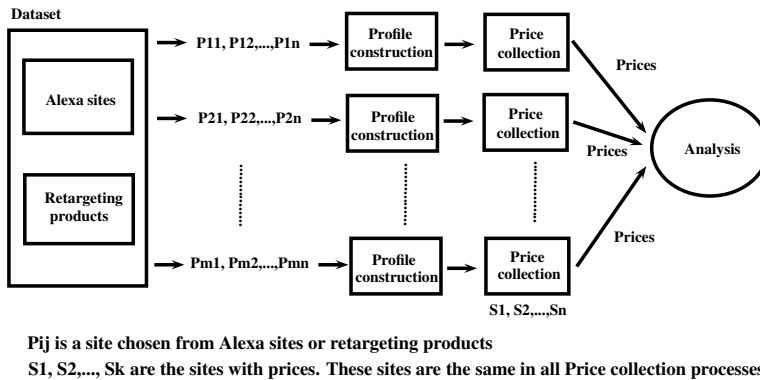 Dataset
Alexa sites
Retargeting
products
P11, P12,...,P1n
Profile
construction
Price
collection
Prices
P21, P22,...,P2n
Profile
construction
Price
collection
Prices
Analysis
Pm1, Pm2,...,Pmn
Profile
construction
Price
collection
Prices
S1, S2,...,Sn
Pij is a site chosen from Alexa sites or retargeting products
S1, S2,..., Sk are the sites with prices. These sites are the same in all Price collection processes